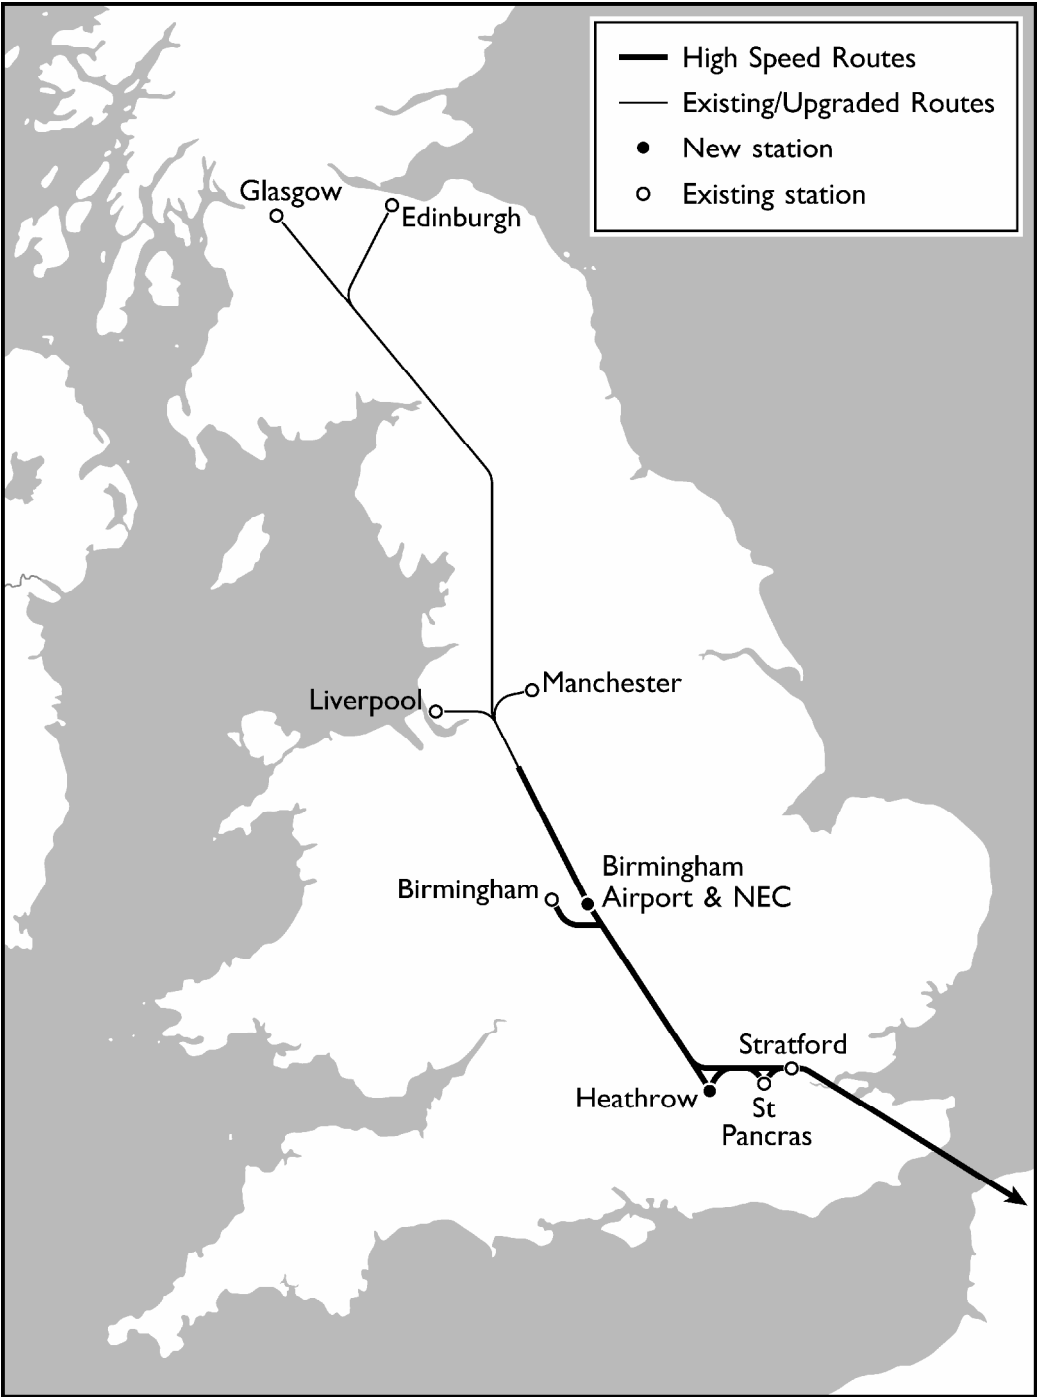 High Speed Routes
Existing/Upgraded Routes
New station
Existing station
Glasgow
Edinburgh
Manchester
Liverpool
Birmingham
Airport & NEC
Birmingham
Stratford
Heathrow
St
Pancras